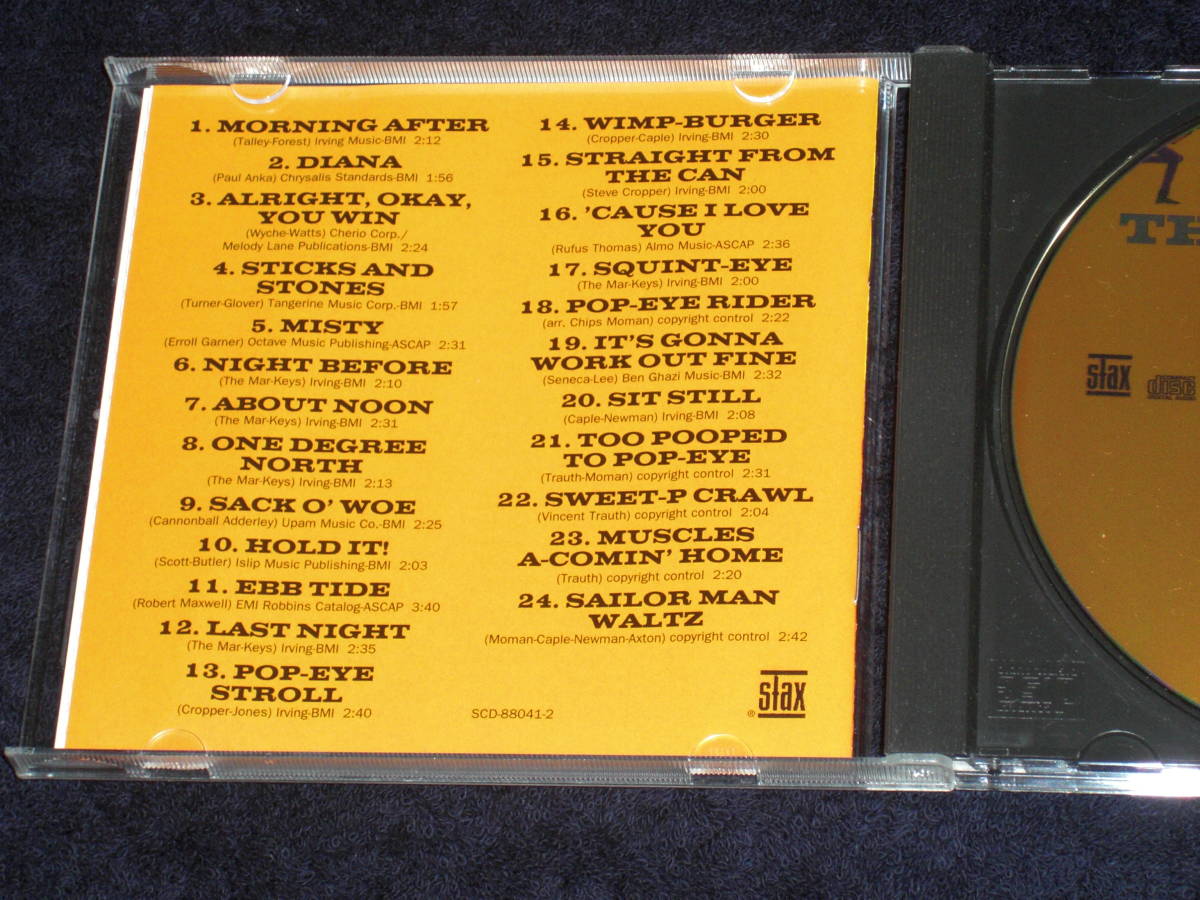 1. MORNING AFTER
(Talley-Forest) Irving Music-BMI 2:12
2. DIANA
(Paul Anka) Chrysalis Standards-BMI 1:56
3. ALRIGHT, OKAY,
YOU WIN
(Wyche-Watts) Cherio Corp./
Melody Lane Publications-BMI 2:24
4. STICKS AND
STONES
(Turner-Glover) Tangerine Music Corp.-BMI 1:57
5. MISTY
(Erroll Garner) Octave Music Publishing-ASCAP 2:31
6. NIGHT BEFORE
(The Mar-Keys) Irving-BMI 2:10
7. ABOUT NOON
(The Mar-Keys) Irving-BMI 2:31
8. ONE DEGREE
NORTH
(The Mar-Keys) Irving-BMI 2:13
9. SACK O' WOE
(Cannonball Adderley) Upam Music Co.-BMI 2:25
10. HOLD IT!
(Scott-Butler) Islip Music Publishing-BMI 2:03
11. EBB TIDE
(Robert Maxwell) EMI Robbins Catalog-ASCAP 3:40
12. LAST NIGHT
(The Mar-Keys) Irving-BMI 2:35
13. POP-EYE
STROLL
(Cropper-Jones) Irving-BMI 2:40
14. WIMP-BURGER
(Cropper-Caple) Irving-BMI 2:30
15. STRAIGHT FROM
THE CAN
(Steve Cropper) Irving-BMI 2:00
16. 'CAUSE I LOVE
YOU
(Rufus Thomas) Almo Music-ASCAP 2:36
17. SQUINT-EYE
(The Mar-Keys) Irving-BMI 2:00
18. POP-EYE RIDER
(arr. Chips Moman) copyright control 2:22
19. IT'S GONNA
WORK OUT FINE
(Seneca-Lee) Ben Ghazi Music-BMI 2:32
20. SIT STILL
(Caple-Newman) Irving-BMI 2:08
21. TOO POOPED
TO POP-EYE
(Trauth-Moman) copyright control 2:31
22. SWEET-P CRAWL
(Vincent Trauth) copyright control 2:04
23. MUSCLES
A-COMIN' HOME
(Trauth) copyright control 2:20
24. SAILOR MAN
WALTZ
(Moman-Caple-Newman-Axton) copyright control 2:42
SCD-88041-2
® stax
TH
stax
COMPACT
disc
DIGITAL AUDIO